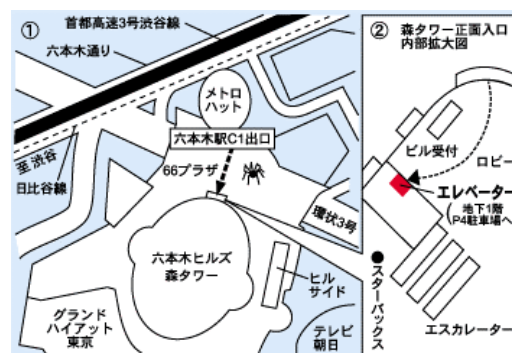 ①
首都高速3号渋谷線
六本木通り
メトロ
ハット
六本木駅C1出口
至渋谷
日比谷線
66プラザ
環状3号
六本木ヒルズ
森タワー
ヒル
サイド
グランド
ハイアット
東京
テレビ
朝日
②
森タワー正面入口
内部拡大図
ビル受付
ロビー
エレベーター
(地下1階
P4駐車場へ)
スターバックス
エスカレーター